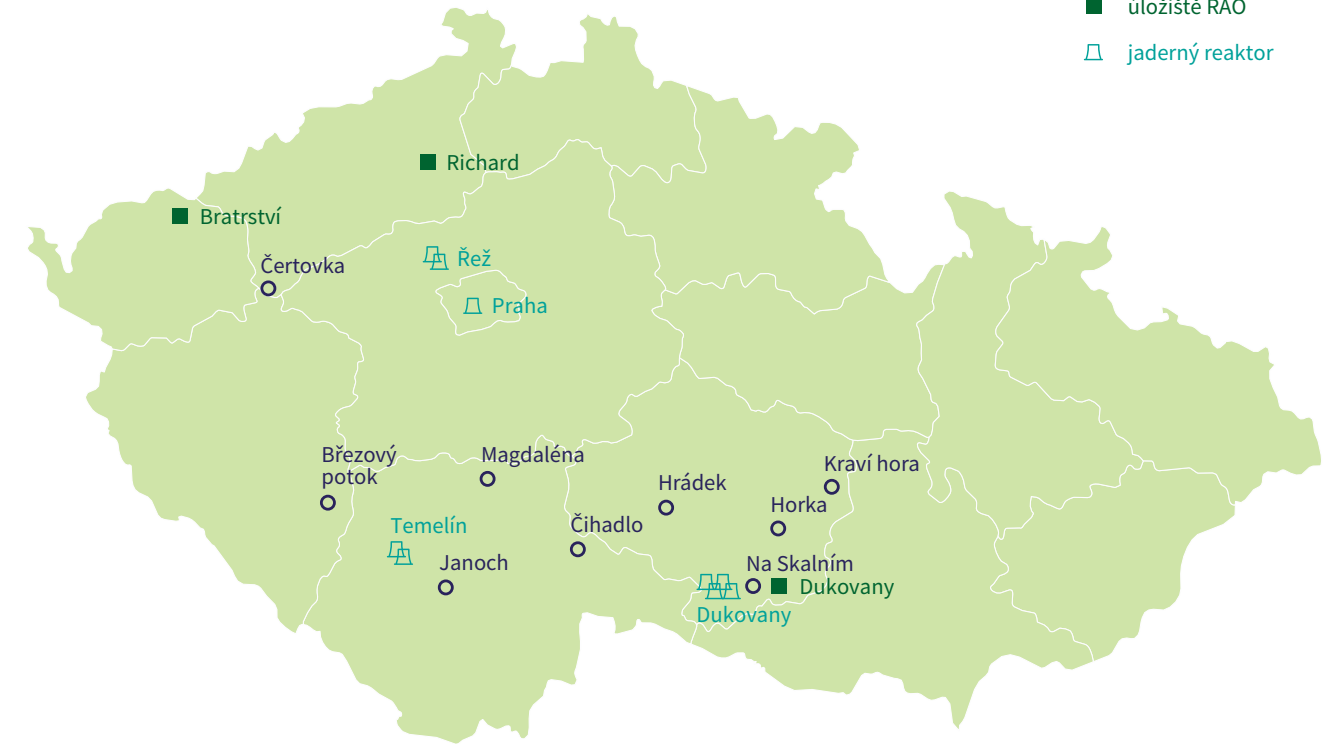 úložiště RAO
jaderný reaktor
Richard
Bratrství
Řež
Čertovka
Praha
Březový
potok
Magdaléna
Kraví hora
Hrádek
Horka
Temelín
Čihadlo
Janoch
Na Skalním
Dukovany
Dukovany